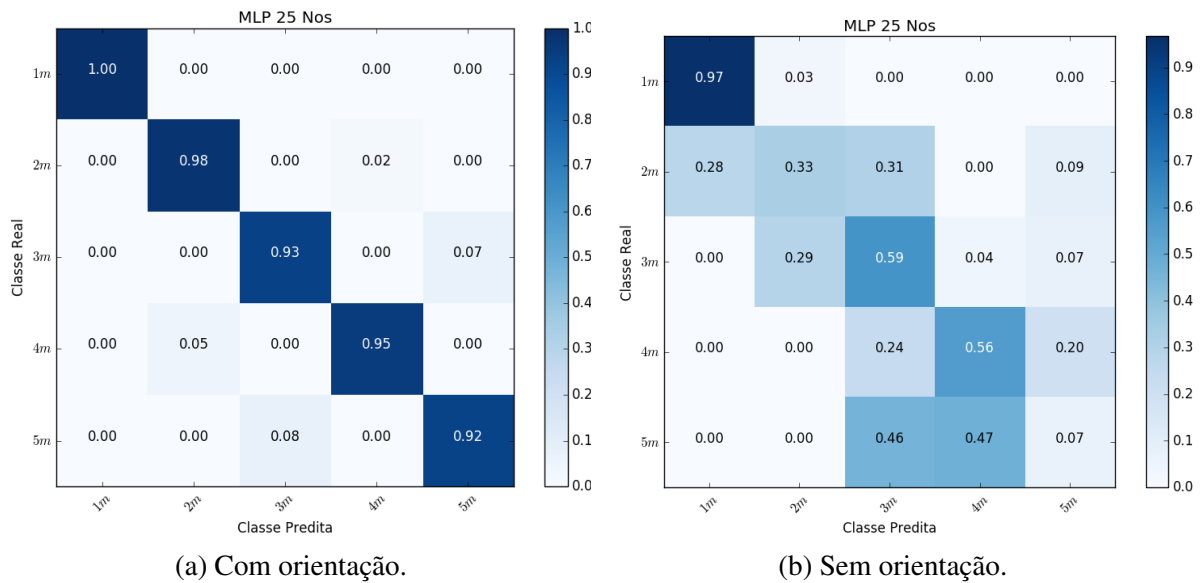 MLP 25 Nos
1m 1.00 0.00 0.00 0.00 0.00
2m 0.00 0.98 0.00 0.02 0.00
3m 0.00 0.00 0.93 0.00 0.07
4m 0.00 0.05 0.00 0.95 0.00
5m 0.00 0.00 0.08 0.00 0.92
1m 2m 3m 4m 5m
Classe Real
Classe Predita
1.0
0.9
0.8
0.7
0.6
0.5
0.4
0.3
0.2
0.1
0.0
(a) Com orientação.
MLP 25 Nos
1m 0.97 0.03 0.00 0.00 0.00
2m 0.28 0.33 0.31 0.00 0.09
3m 0.00 0.29 0.59 0.04 0.07
4m 0.00 0.00 0.24 0.56 0.20
5m 0.00 0.00 0.46 0.47 0.07
1m 2m 3m 4m 5m
Classe Real
Classe Predita
0.9
0.8
0.7
0.6
0.5
0.4
0.3
0.2
0.1
0.0
(b) Sem orientação.